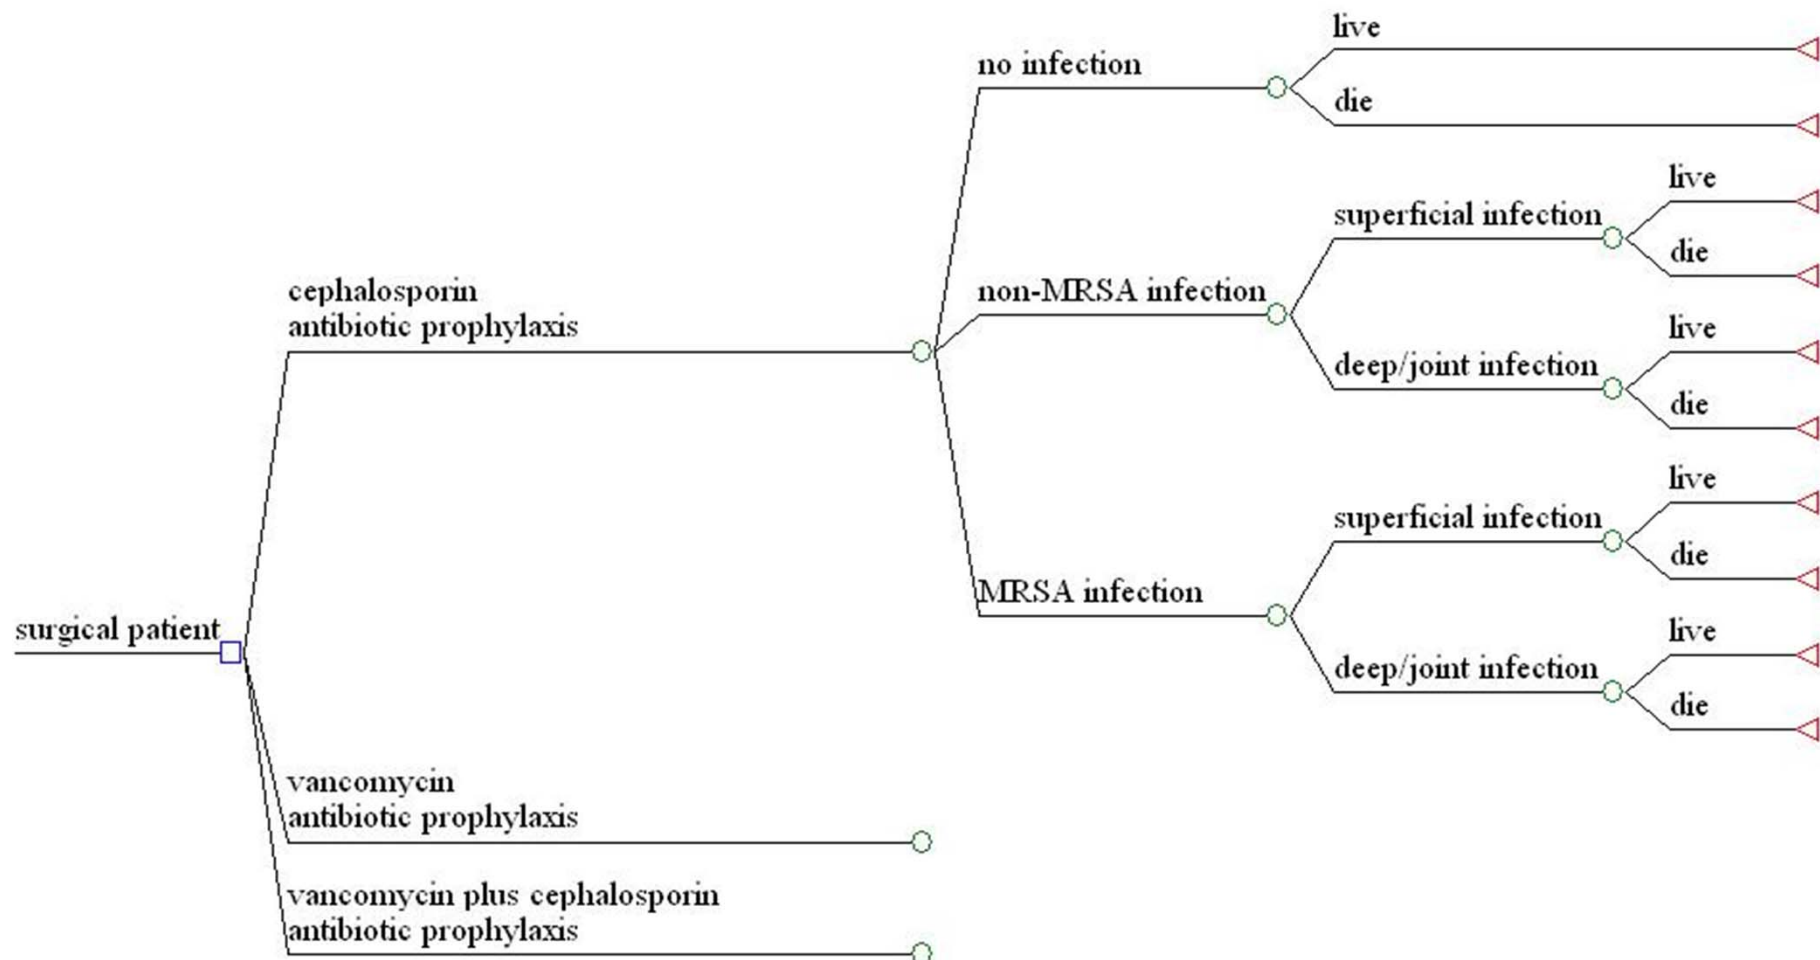 live
no infection
die
live
superficial infection
die
cephalosporin
antibiotic prophylaxis
non-MRSA infection
live
deep/joint infection
die
live
superficial infection
die
MRSA infection
surgical patient
live
deep/joint infection
die
vancomycin
antibiotic prophylaxis
vancomycin plus cephalosporin
antibiotic prophylaxis